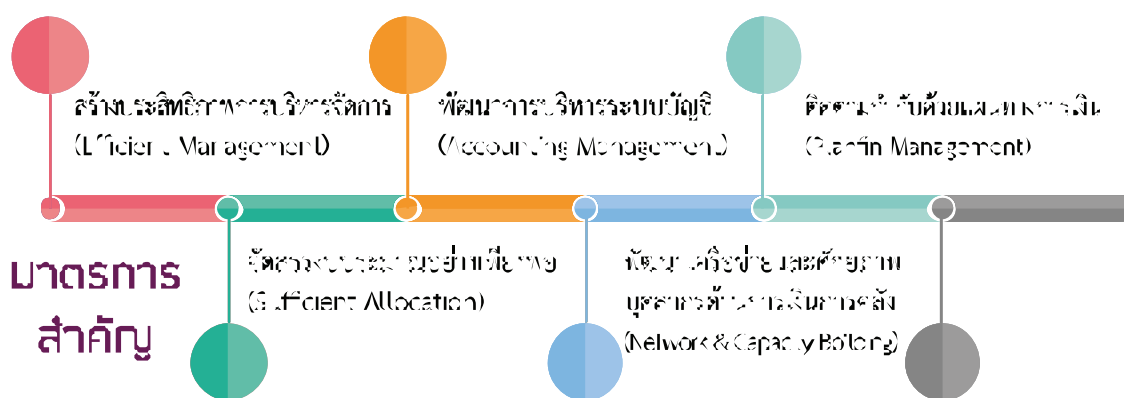 สร้างประสิทธิภาพการบริหารจัดการ
(Efficient Management)
พัฒนาการบริหารระบบบัญชี
(Accounting Management)
ติดตามกำกับด้วยแผนทางการเงิน
(Planfin Management)
มาตรการ
สำคัญ
จัดสรรงบประมาณอย่างเพียงพอ
(Sufficient Allocation)
พัฒนาเครือข่ายและศักยภาพ
บุคลากรด้านการเงินการคลัง
(Network & Capacity Building)